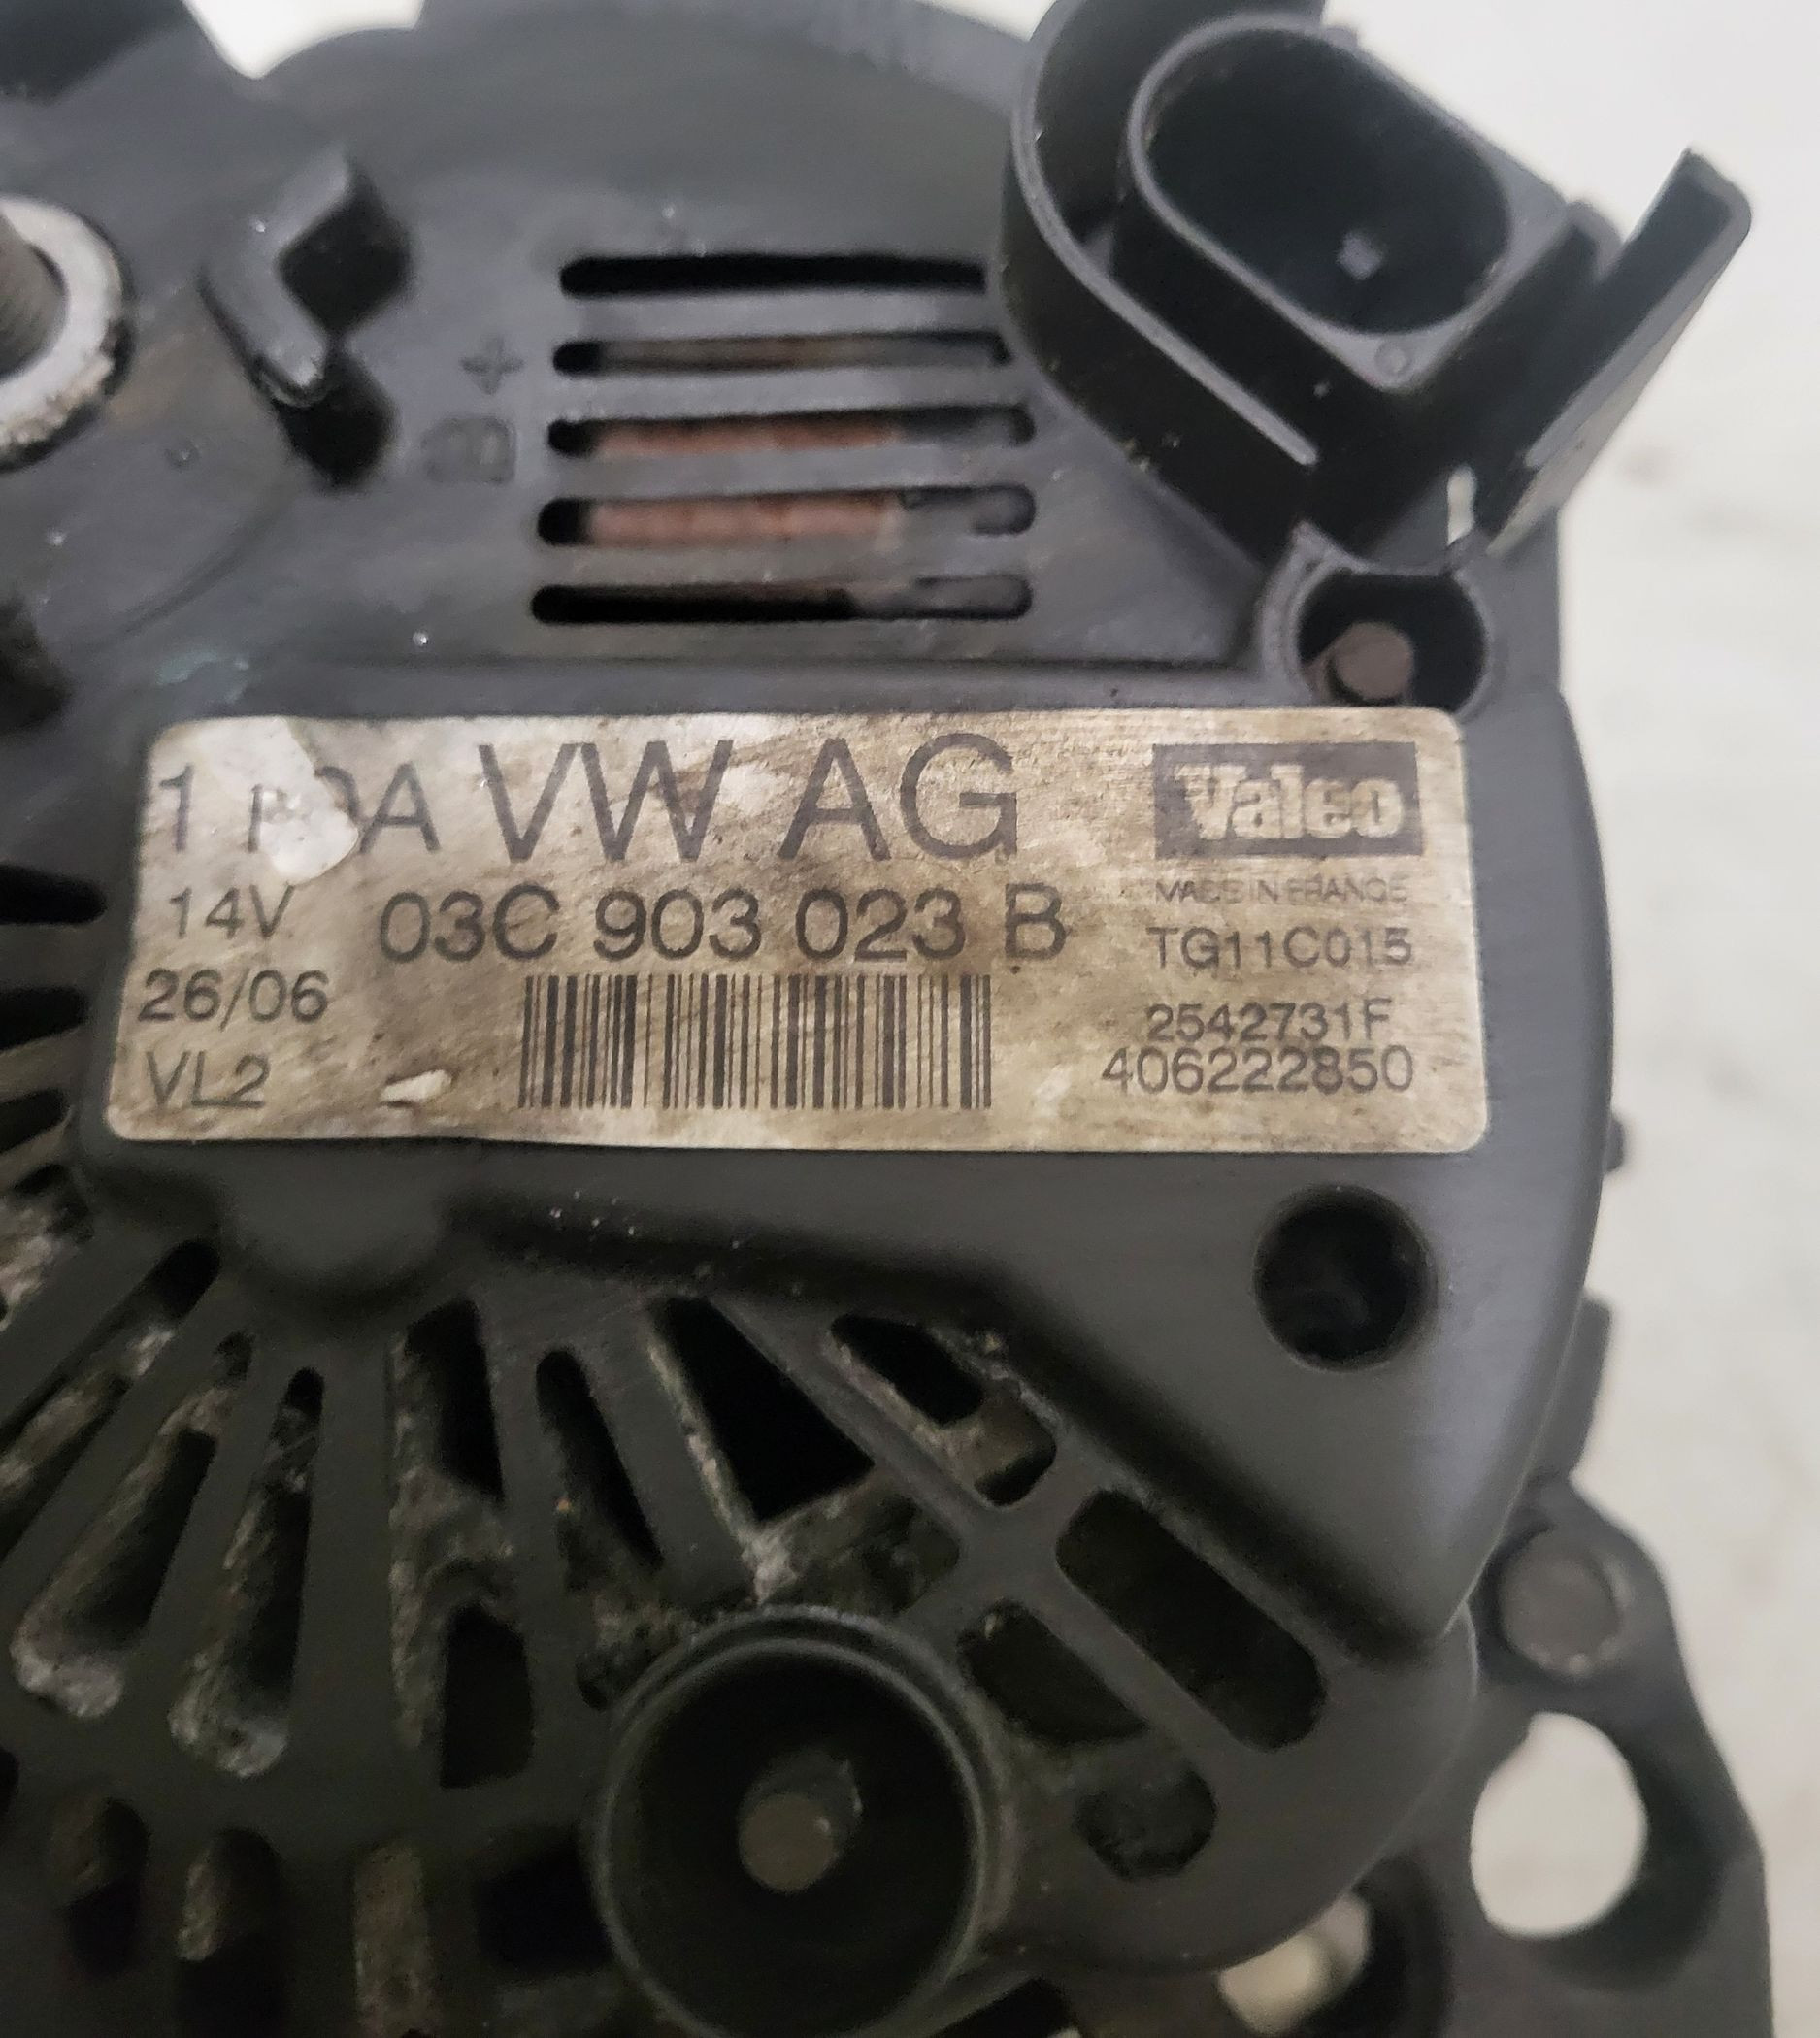 B+
VW AG
14V 03C 903 023 B
26/06
VL2
Valeo
MADE IN FRANCE
TG11C015
2542731F
406222850